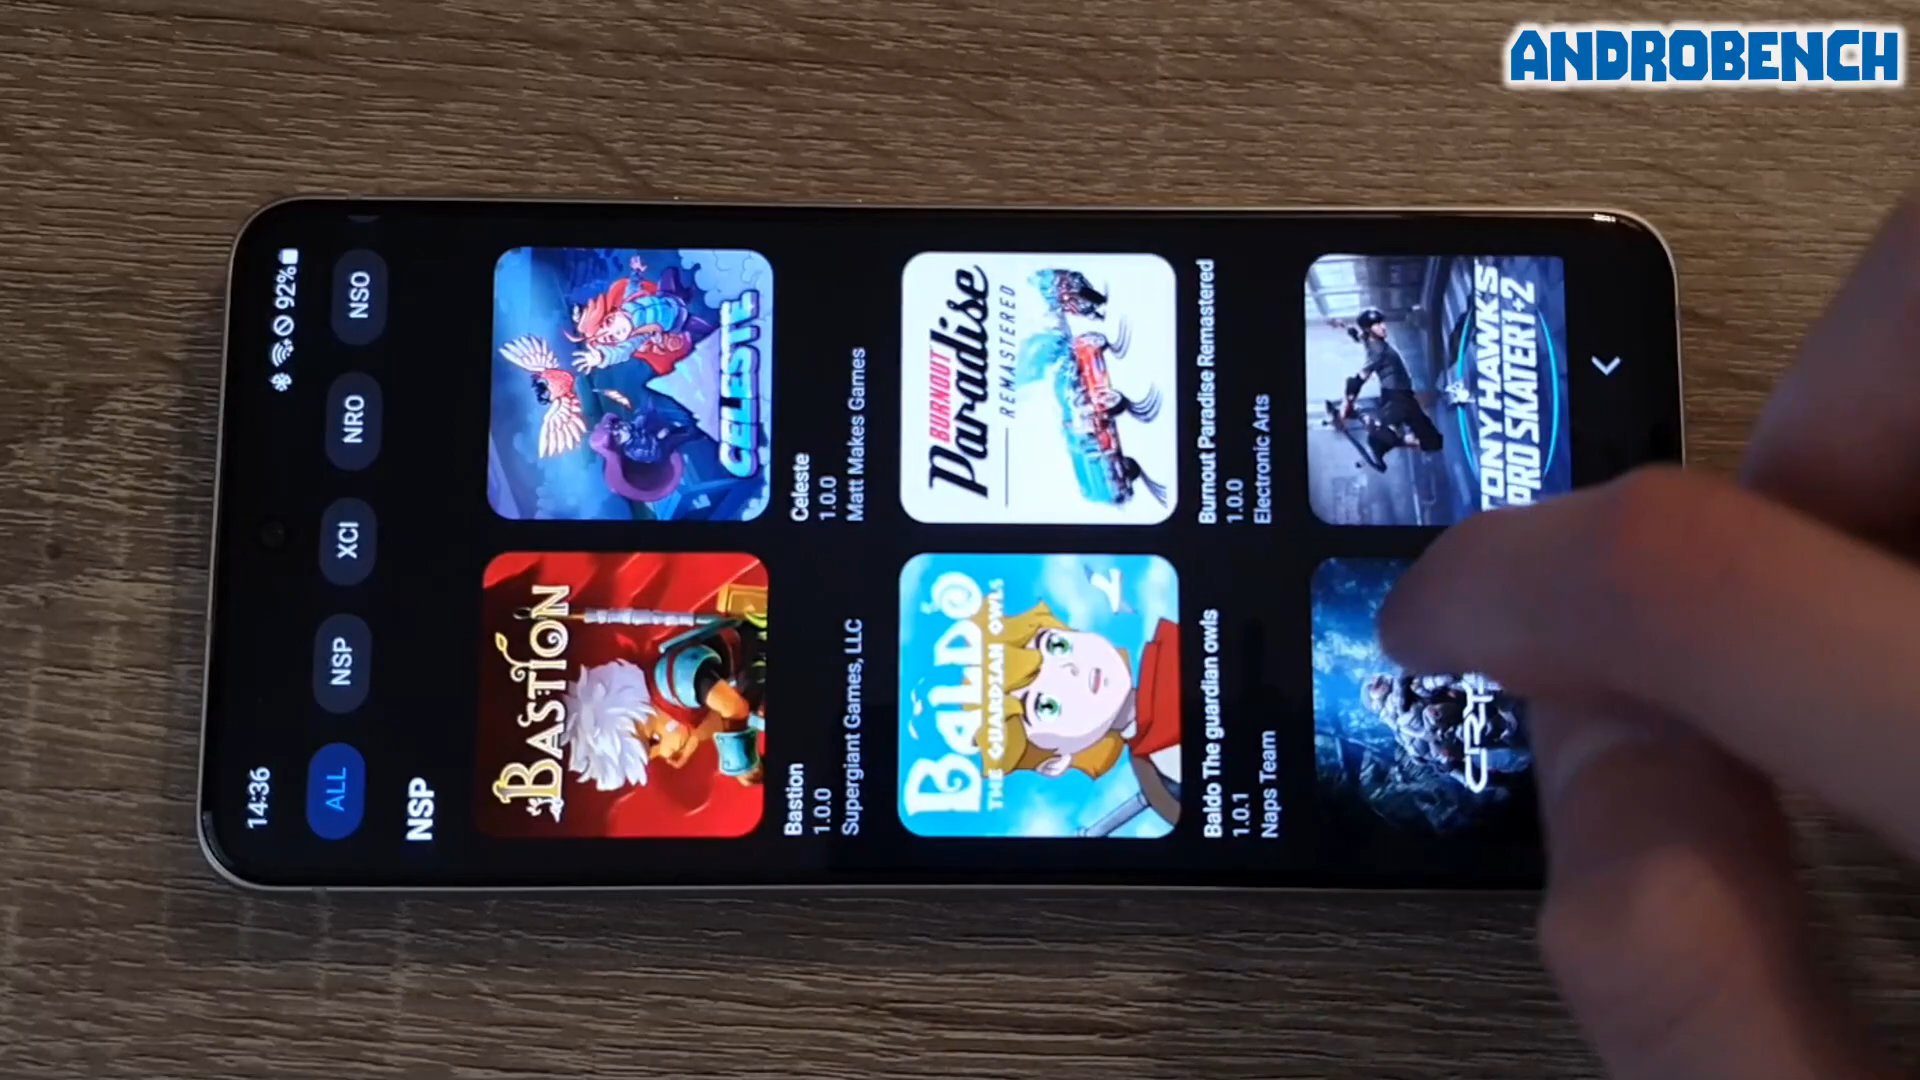 ANDROBENCH
14:36
92%
ALL
NSP
XCI
NRO
NSO
NSP
BASTION
CELESTE
Bastion
1.0.0
Supergiant Games, LLC
Celeste
1.0.0
Matt Makes Games
BALDO
THE GUARDIAN OWLS
BURNOUT
Paradise
REMASTERED
Baldo The guardian owls
1.0.1
Naps Team
Burnout Paradise Remastered
1.0.0
Electronic Arts
TONY HAWK'S
PRO SKATER 1+2